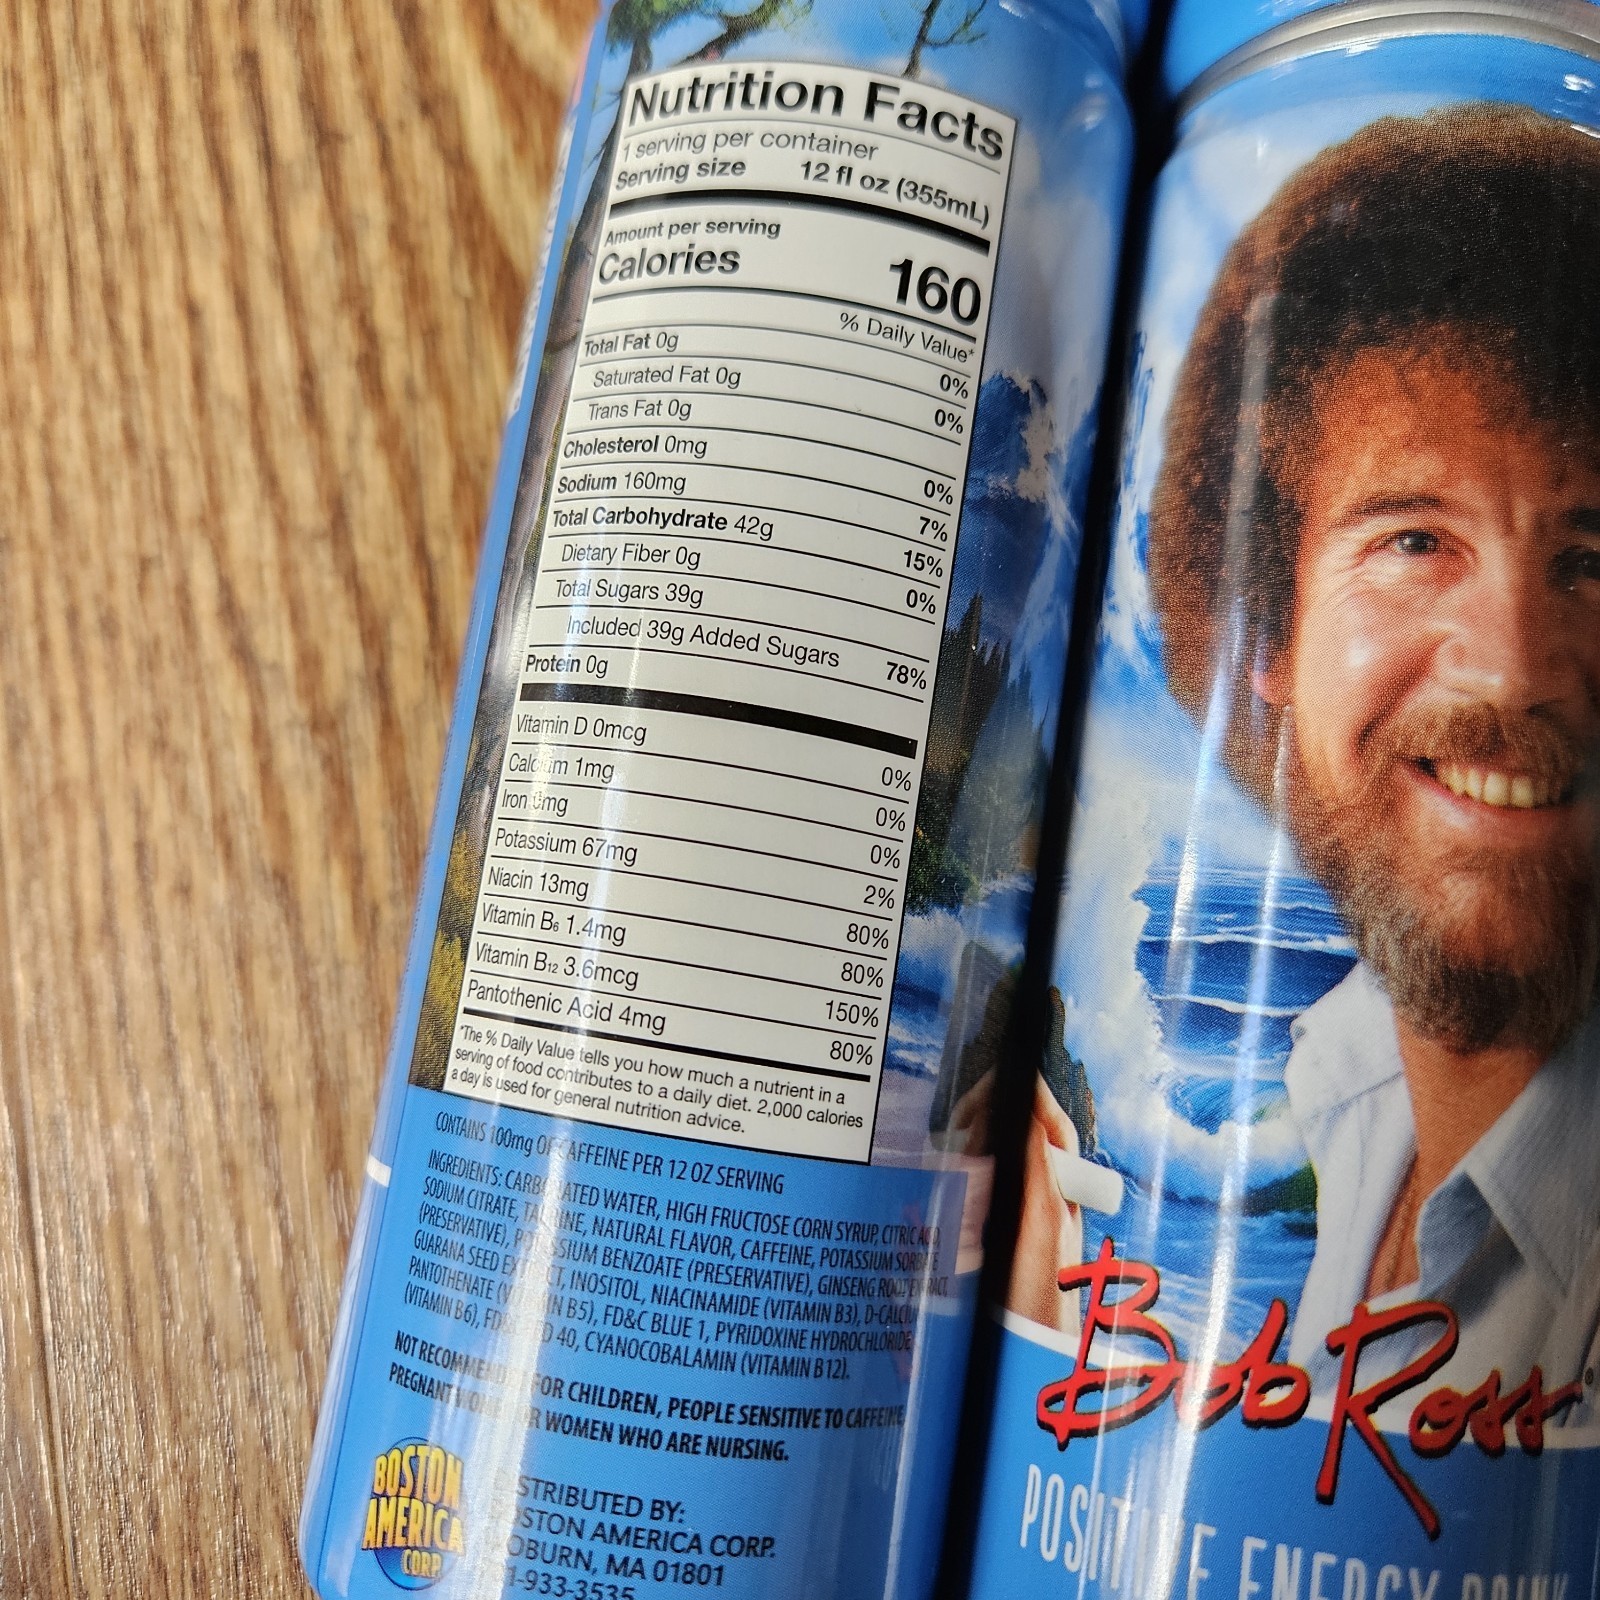 Nutrition Facts
1 serving per container
Serving size 12 fl oz (355mL)
Amount per serving
Calories 160
% Daily Value*
Total Fat 0g 0%
Saturated Fat 0g 0%
Trans Fat 0g
Cholesterol 0mg 0%
Sodium 160mg 7%
Total Carbohydrate 42g 15%
Dietary Fiber 0g 0%
Total Sugars 39g
Included 39g Added Sugars 78%
Protein 0g
Vitamin D 0mcg 0%
Calcium 1mg 0%
Iron 0mg 0%
Potassium 67mg 2%
Niacin 13mg 80%
Vitamin B6 1.4mg 80%
Vitamin B12 3.6mcg 150%
Pantothenic Acid 4mg 80%
*The % Daily Value tells you how much a nutrient in a
serving of food contributes to a daily diet. 2,000 calories
a day is used for general nutrition advice.
CONTAINS 100mg OF CAFFEINE PER 12 OZ SERVING
INGREDIENTS: CARBONATED WATER, HIGH FRUCTOSE CORN SYRUP, CITRIC ACID,
SODIUM CITRATE, TAURINE, NATURAL FLAVOR, CAFFEINE, POTASSIUM SORBATE
(PRESERVATIVE), POTASSIUM BENZOATE (PRESERVATIVE), GINSENG ROOT EXTRACT,
GUARANA SEED EXTRACT, INOSITOL, NIACINAMIDE (VITAMIN B3), D-CALCIUM
PANTOTHENATE (VITAMIN B5), FD&C BLUE 1, PYRIDOXINE HYDROCHLORIDE
(VITAMIN B6), FD&C RED 40, CYANOCOBALAMIN (VITAMIN B12).
NOT RECOMMENDED FOR CHILDREN, PEOPLE SENSITIVE TO CAFFEINE,
PREGNANT WOMEN OR WOMEN WHO ARE NURSING.
BOSTON
AMERICA
CORP.
DISTRIBUTED BY:
BOSTON AMERICA CORP.
WOBURN, MA 01801
1-933-3535
Bob Ross®
POSITIVE ENERGY DRINK